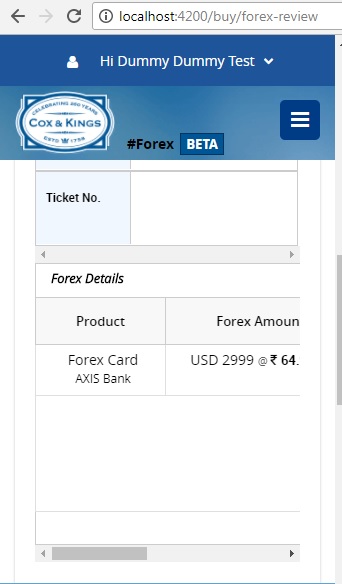 localhost:4200/buy/forex-review
Hi Dummy Dummy Test
CELEBRATING 250 YEARS
COX & KINGS
ESTD 1758
#Forex BETA
Ticket No.
Forex Details
Product Forex Amoun
Forex Card USD 2999 @ ₹ 64.
AXIS Bank